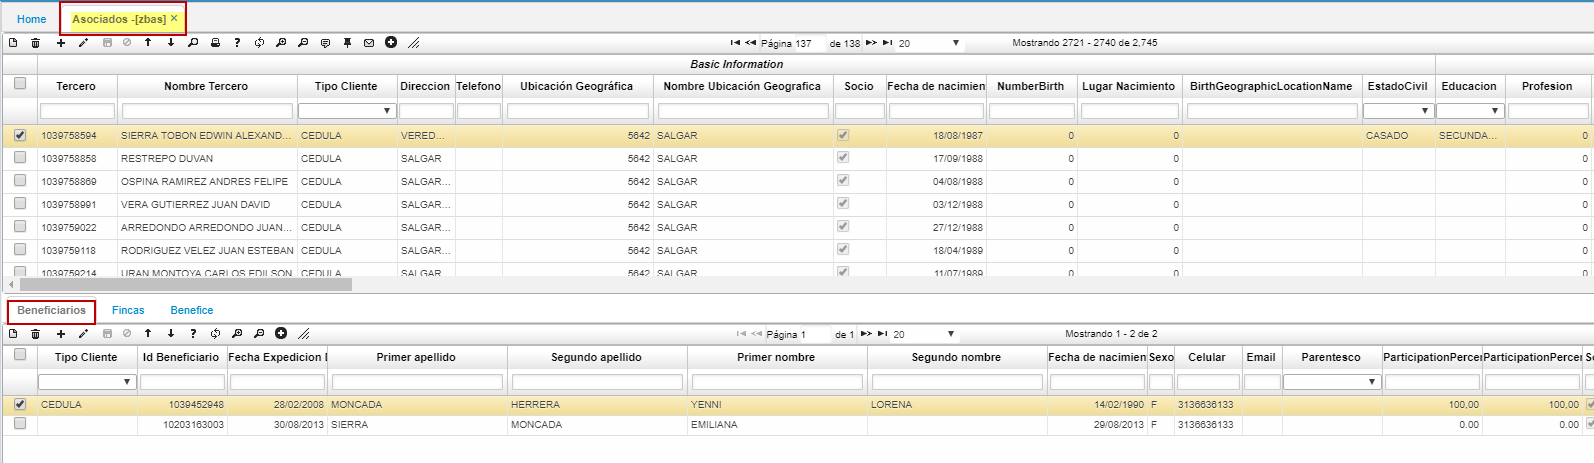 Home Asociados -[zbas] ×
Página 137 de 138 20 Mostrando 2721 - 2740 de 2,745
Basic Information
Tercero Nombre Tercero Tipo Cliente Direccion Telefono Ubicación Geográfica Nombre Ubicación Geografica Socio Fecha de nacimien NumberBirth Lugar Nacimiento BirthGeographicLocationName EstadoCivil Educacion Profesion
1039758594 SIERRA TOBON EDWIN ALEXAND... CEDULA VERED... 5642 SALGAR 18/08/1987 0 0 CASADO SECUNDA... 0
1039758858 RESTREPO DUVAN CEDULA SALGAR 5642 SALGAR 17/09/1988 0 0 0
1039758869 OSPINA RAMIREZ ANDRES FELIPE CEDULA SALGAR... 5642 SALGAR 04/08/1988 0 0 0
1039758991 VERA GUTIERREZ JUAN DAVID CEDULA SALGAR... 5642 SALGAR 03/12/1988 0 0 0
1039759022 ARREDONDO ARREDONDO JUAN... CEDULA SALGAR... 5642 SALGAR 27/12/1988 0 0 0
1039759118 RODRIGUEZ VELEZ JUAN ESTEBAN CEDULA SALGAR 5642 SALGAR 18/04/1989 0 0 0
1039759214 URAN MONTOYA CARLOS EDILSON CEDULA SALGAR 5642 SALGAR 11/07/1989 0 0 0
Beneficiarios Fincas Benefice
Página 1 de 1 20 Mostrando 1 - 2 de 2
Tipo Cliente Id Beneficiario Fecha Expedicion Primer apellido Segundo apellido Primer nombre Segundo nombre Fecha de nacimien Sexo Celular Email Parentesco ParticipationPercer ParticipationPercer
CEDULA 1039452948 28/02/2008 MONCADA HERRERA YENNI LORENA 14/02/1990 F 3136636133 100,00 100,00
10203163003 30/08/2013 SIERRA MONCADA EMILIANA 29/08/2013 F 3136636133 0.00 0.00